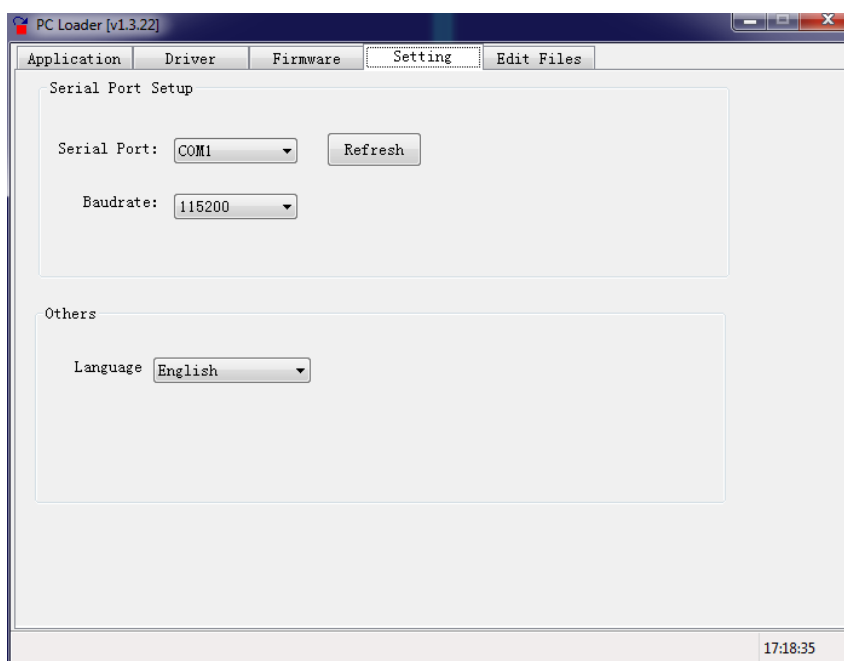 PC Loader [v1.3.22]
Application Driver Firmware Setting Edit Files
Serial Port Setup
Serial Port: COM1 Refresh
Baudrate: 115200
Others
Language English
17:18:35